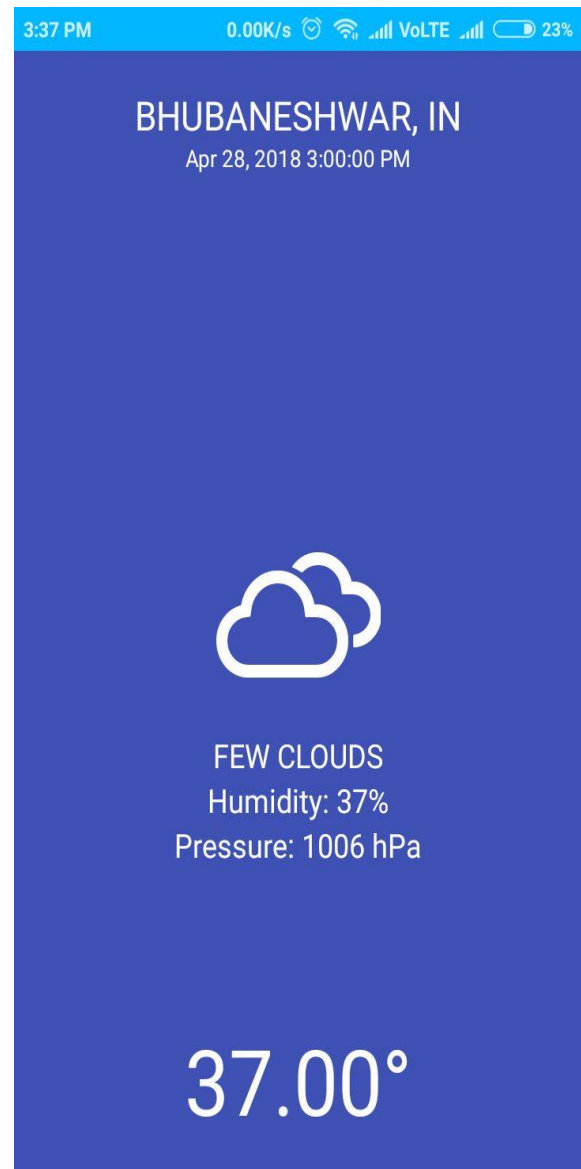 3:37 PM 0.00K/s VoLTE 23%
BHUBANESHWAR, IN
Apr 28, 2018 3:00:00 PM
FEW CLOUDS
Humidity: 37%
Pressure: 1006 hPa
37.00°